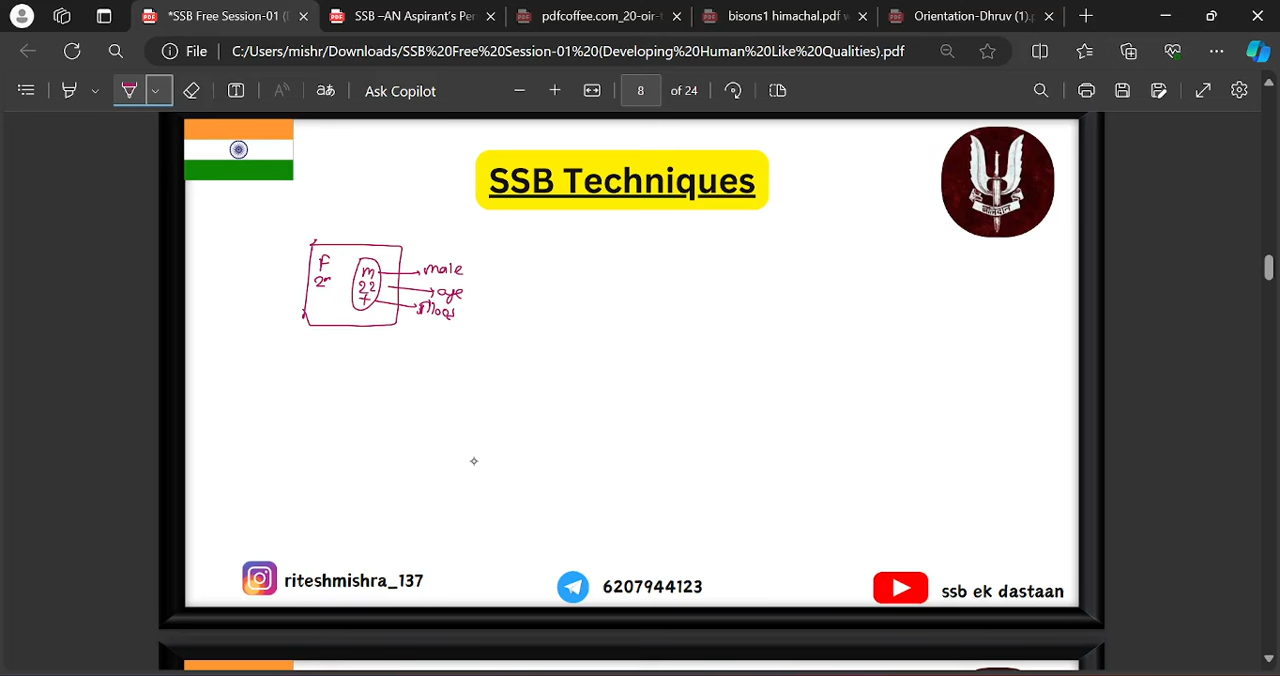 *SSB Free Session-01 (
SSB –AN Aspirant's Per
pdfcoffee.com_20-oir-t
bisons1 himachal.pdf w
Orientation-Dhruv (1).p
File
C:/Users/mishr/Downloads/SSB%20Free%20Session-01%20(Developing%20Human%20Like%20Qualities).pdf
Ask Copilot
8 of 24
SSB Techniques
F
m
male
22
age
7
riteshmishra_137
6207944123
ssb ek dastaan